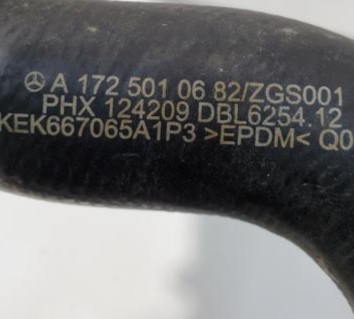 A 172 501 06 82/ZGS001
PHX 124209 DBL6254.12
KEK667065A1P3 >EPDM< Q0